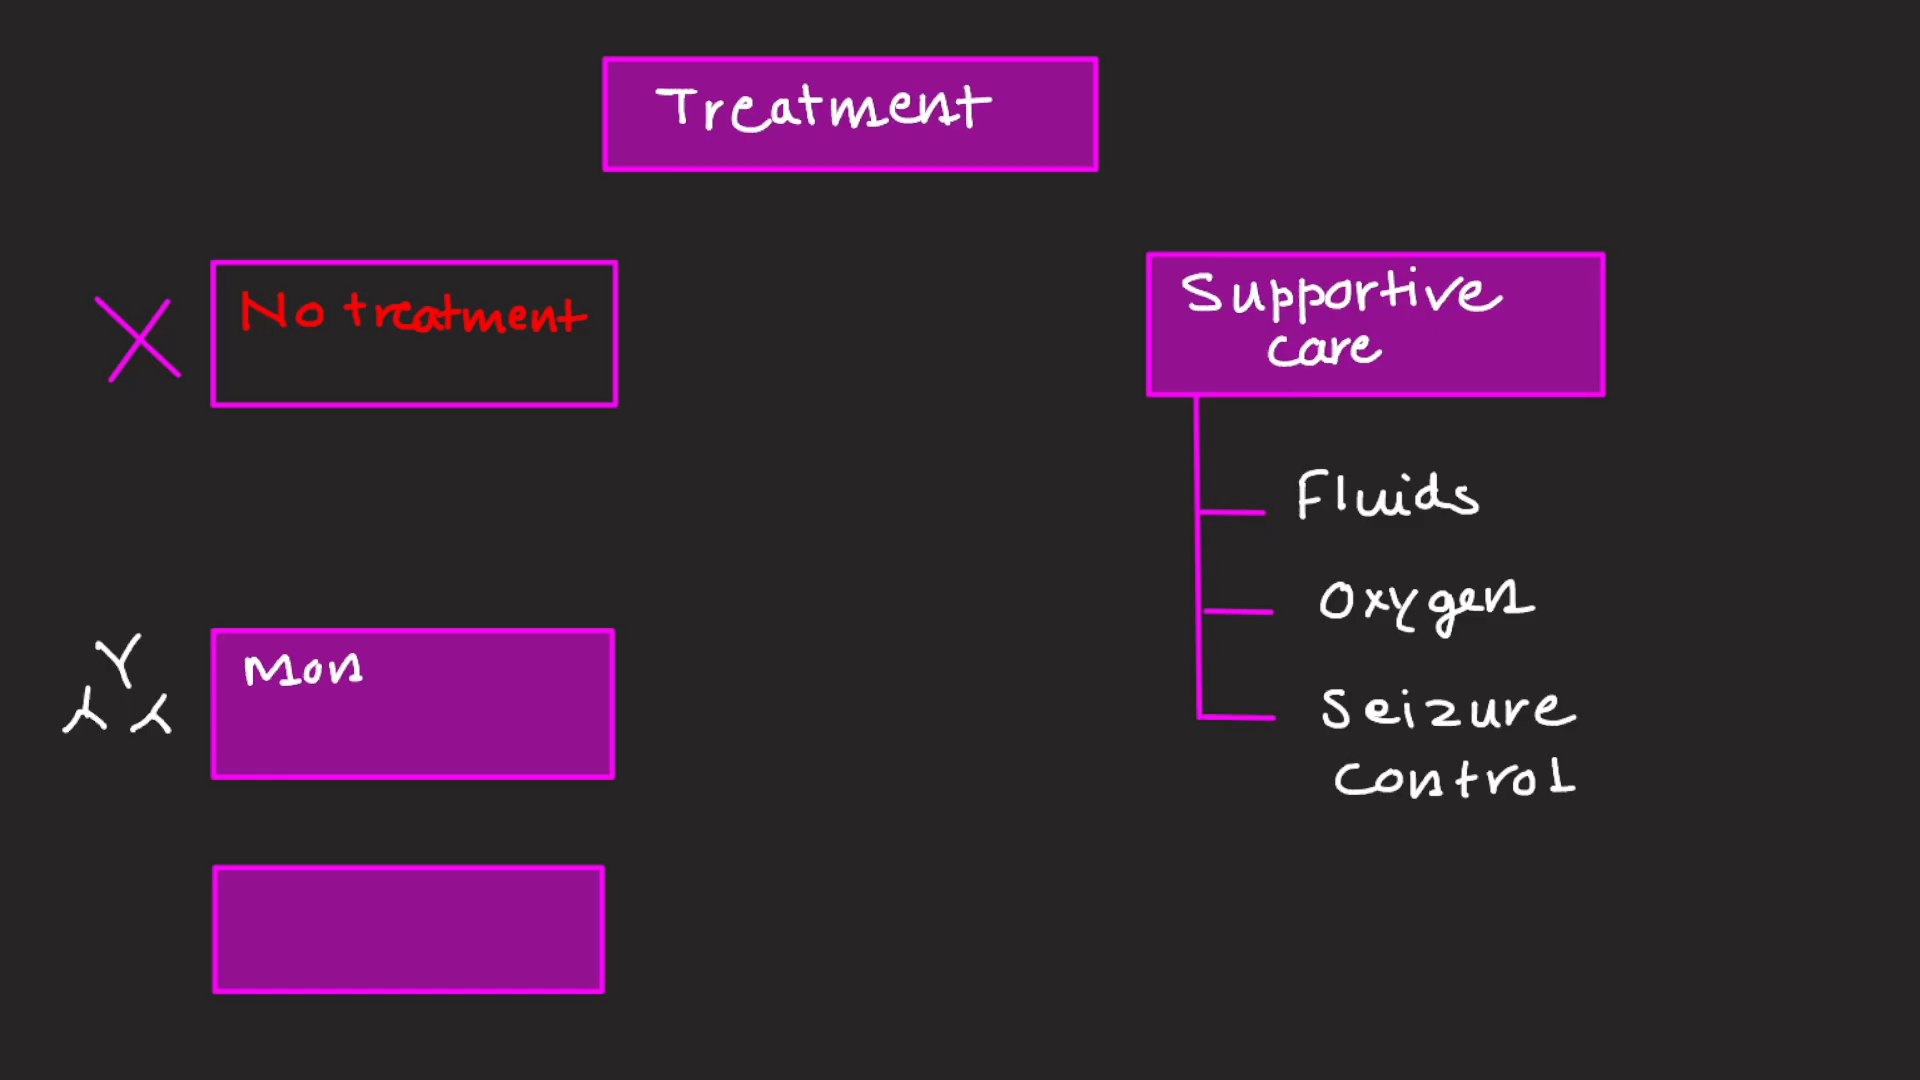 Treatment
No treatment
Supportive
care
Fluids
Oxygen
Seizure
control
Mon